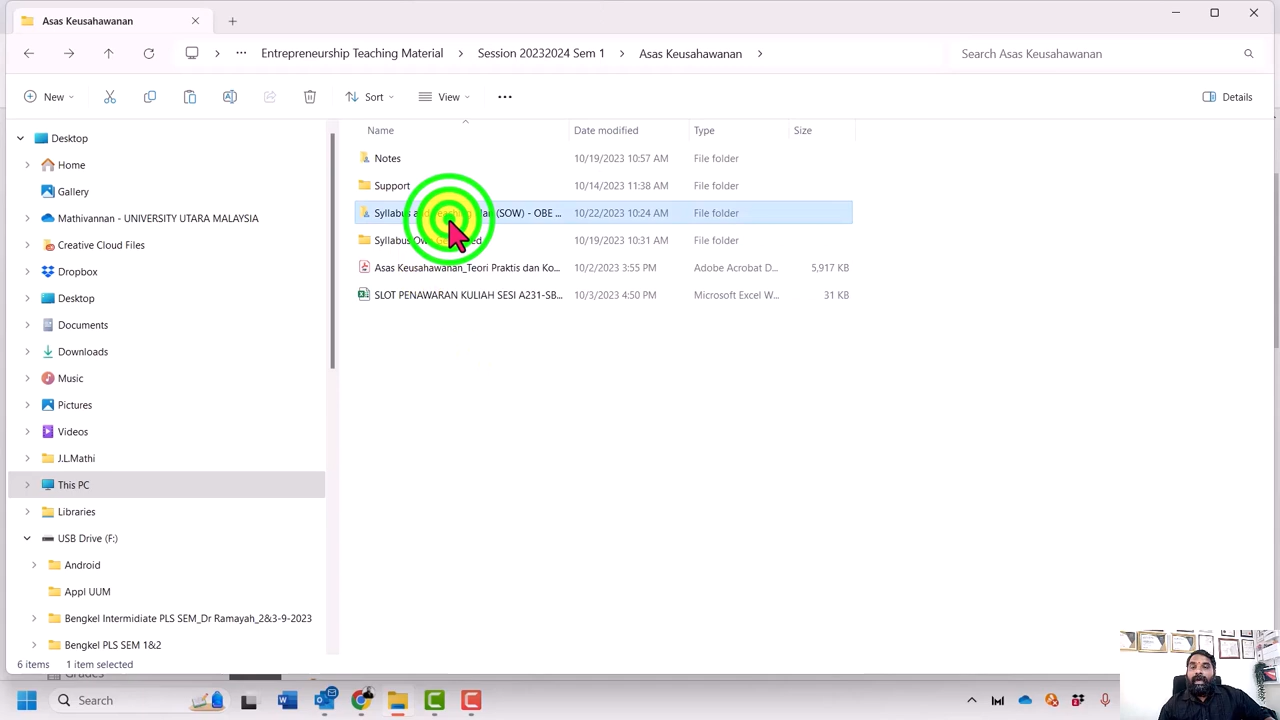 Asas Keusahawanan
Entrepreneurship Teaching Material
Session 20232024 Sem 1
Asas Keusahawanan
Search Asas Keusahawanan
New
Sort
View
Details
Name
Date modified
Type
Size
Desktop
Home
Gallery
Mathivannan - UNIVERSITY UTARA MALAYSIA
Creative Cloud Files
Dropbox
Desktop
Documents
Downloads
Music
Pictures
Videos
J.L.Mathi
This PC
Libraries
USB Drive (F:)
Android
Appl UUM
Bengkel Intermidiate PLS SEM_Dr Ramayah_2&3-9-2023
Bengkel PLS SEM 1&2
Notes 10/19/2023 10:57 AM File folder
Support 10/14/2023 11:38 AM File folder
Syllabus and Teaching Plan (SOW) - OBE ... 10/22/2023 10:24 AM File folder
Syllabus 10/19/2023 10:31 AM File folder
Asas Keusahawanan_Teori Praktis dan Ko... 10/2/2023 3:55 PM Adobe Acrobat D... 5,917 KB
SLOT PENAWARAN KULIAH SESI A231-SB... 10/3/2023 4:50 PM Microsoft Excel W... 31 KB
6 items 1 item selected
Grades
Search